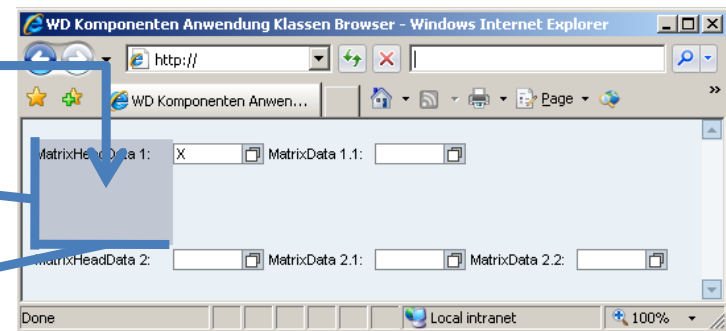 WD Komponenten Anwendung Klassen Browser - Windows Internet Explorer
http://
WD Komponenten Anwen...
Page
»
MatrixHeadData 1: X MatrixData 1.1:
MatrixHeadData 2: MatrixData 2.1: MatrixData 2.2:
Done Local intranet 100%